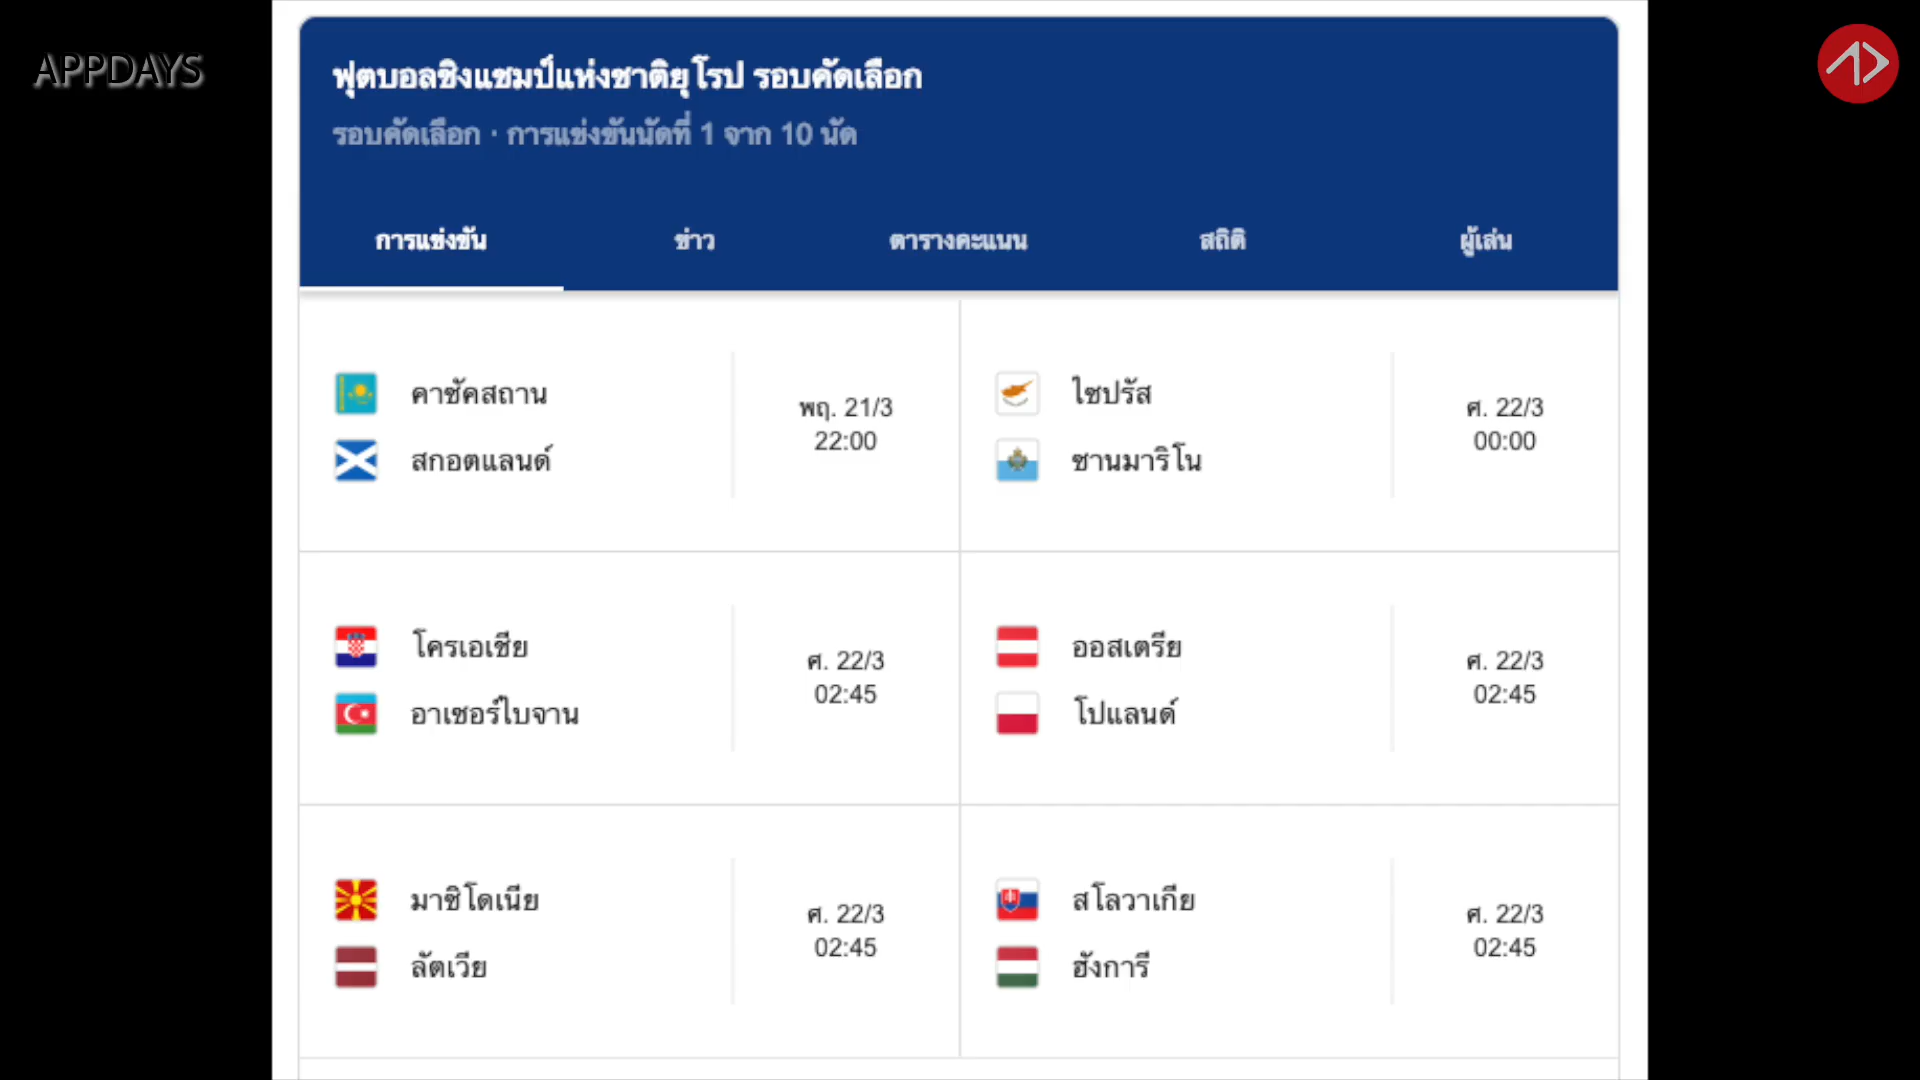 APPDAYS
ฟุตบอลชิงแชมป์แห่งชาติยุโรป รอบคัดเลือก
รอบคัดเลือก · การแข่งขันนัดที่ 1 จาก 10 นัด
การแข่งขัน ข่าว ตารางคะแนน สถิติ ผู้เล่น
คาซัคสถาน
สกอตแลนด์
พฤ. 21/3
22:00
ไซปรัส
ซานมาริโน
ศ. 22/3
00:00
โครเอเชีย
อาเซอร์ไบจาน
ศ. 22/3
02:45
ออสเตรีย
โปแลนด์
ศ. 22/3
02:45
มาซิโดเนีย
ลัตเวีย
ศ. 22/3
02:45
สโลวาเกีย
ฮังการี
ศ. 22/3
02:45